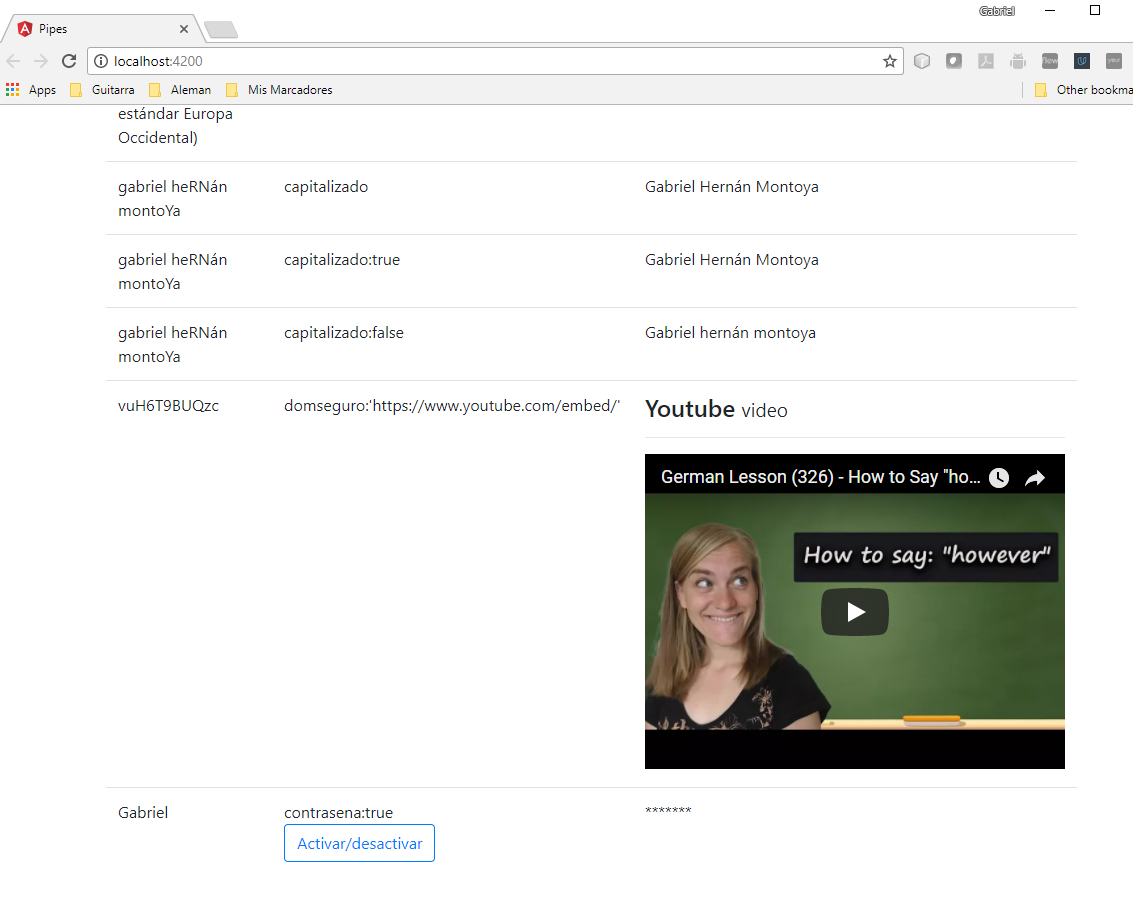 Gabriel
Pipes
localhost:4200
flew
Apps
Guitarra
Aleman
Mis Marcadores
Other bookma
estándar Europa
Occidental)
gabriel heRNán
montoYa
capitalizado
Gabriel Hernán Montoya
gabriel heRNán
montoYa
capitalizado:true
Gabriel Hernán Montoya
gabriel heRNán
montoYa
capitalizado:false
Gabriel hernán montoya
vuH6T9BUQzc
domseguro:'https://www.youtube.com/embed/'
Youtube video
German Lesson (326) - How to Say "ho...
How to say: "however"
Gabriel
contrasena:true
*******
Activar/desactivar